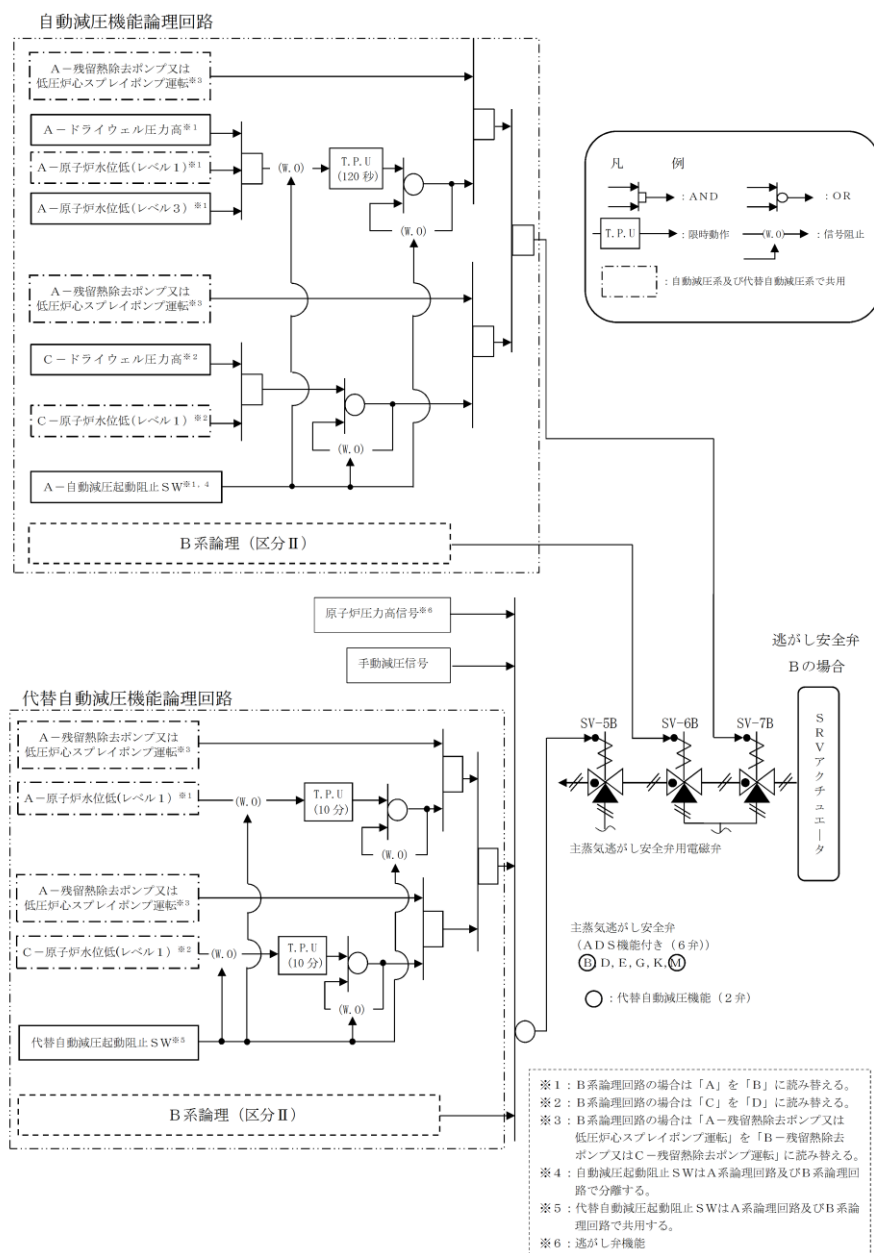 自動減圧機能論理回路
A－残留熱除去ポンプ又は
低圧炉心スプレイポンプ運転※3
A－ドライウェル圧力高※1
A－原子炉水位低(レベル1)※1
A－原子炉水位低(レベル3)※1
(W.O)
T.P.U
(120秒)
(W.O)
A－残留熱除去ポンプ又は
低圧炉心スプレイポンプ運転※3
C－ドライウェル圧力高※2
C－原子炉水位低(レベル1)※2
(W.O)
A－自動減圧起動阻止SW※1,4
B系論理(区分Ⅱ)
凡 例
:AND
:OR
T.P.U
:限時動作
(W.O)
:信号阻止
:自動減圧系及び代替自動減圧系で共用
原子炉圧力高信号※6
手動減圧信号
代替自動減圧機能論理回路
A－残留熱除去ポンプ又は
低圧炉心スプレイポンプ運転※3
A－原子炉水位低(レベル1)※1
(W.O)
T.P.U
(10分)
(W.O)
A－残留熱除去ポンプ又は
低圧炉心スプレイポンプ運転※3
C－原子炉水位低(レベル1)※2
(W.O)
T.P.U
(10分)
(W.O)
代替自動減圧起動阻止SW※5
B系論理(区分Ⅱ)
逃がし安全弁
Bの場合
SV-5B
SV-6B
SV-7B
SRVアクチュエータ
主蒸気逃がし安全弁用電磁弁
主蒸気逃がし安全弁
(ADS機能付き(6弁))
B, D, E, G, K, M
:代替自動減圧機能(2弁)
※1:B系論理回路の場合は「A」を「B」に読み替える。
※2:B系論理回路の場合は「C」を「D」に読み替える。
※3:B系論理回路の場合は「A－残留熱除去ポンプ又は
低圧炉心スプレイポンプ運転」を「B－残留熱除去
ポンプ又はC－残留熱除去ポンプ運転」に読み替える。
※4:自動減圧起動阻止SWはA系論理回路及びB系論理回
路で分離する。
※5:代替自動減圧起動阻止SWはA系論理回路及びB系論
理回路で共用する。
※6:逃がし弁機能